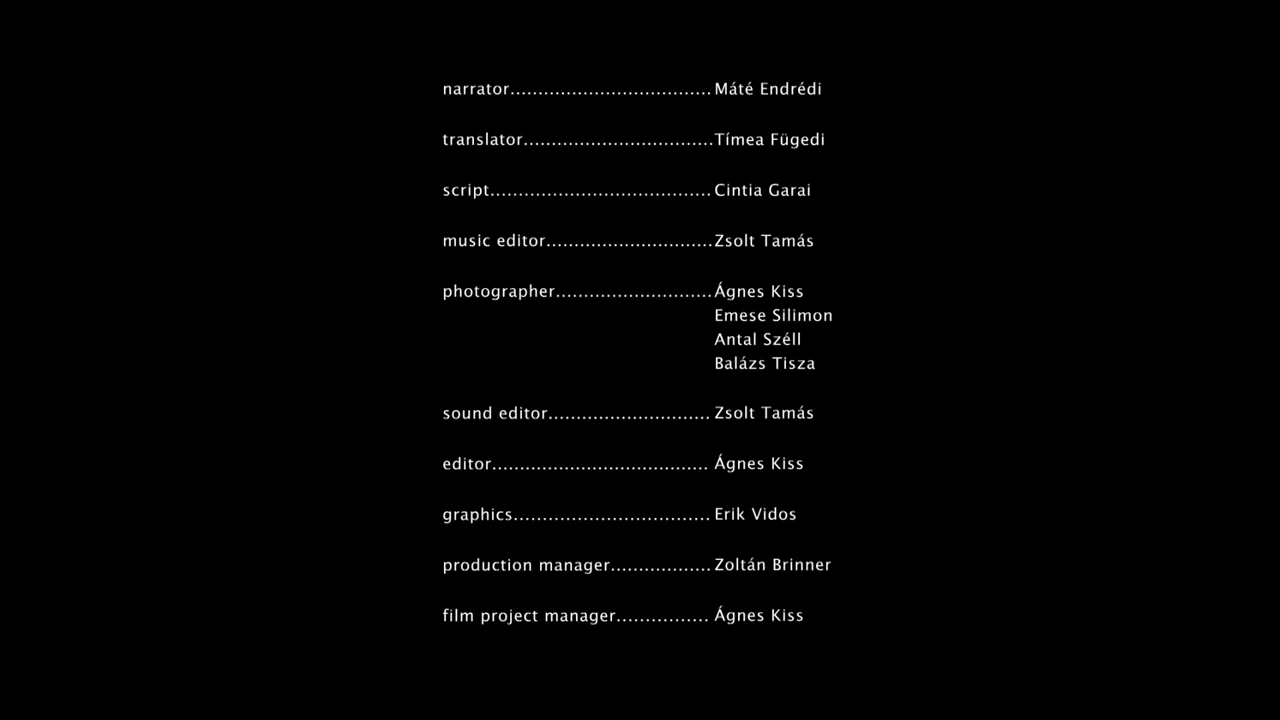 narrator....................................Máté Endrédi
translator..................................Tímea Fügedi
script........................................Cintia Garai
music editor..............................Zsolt Tamás
photographer............................Ágnes Kiss
Emese Silimon
Antal Széll
Balázs Tisza
sound editor............................. Zsolt Tamás
editor....................................... Ágnes Kiss
graphics................................... Erik Vidos
production manager..................Zoltán Brinner
film project manager................ Ágnes Kiss